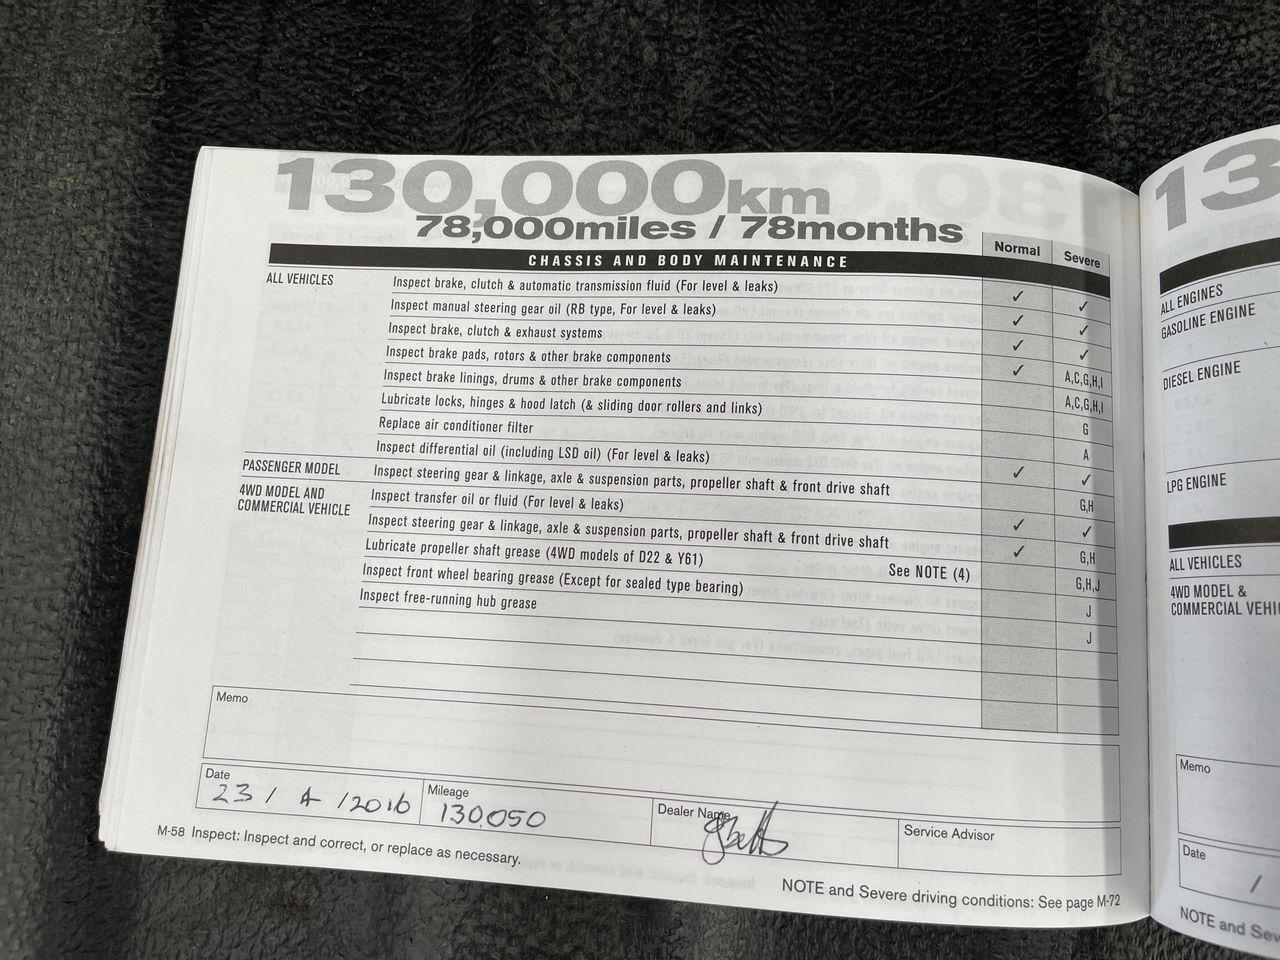 130,000km
78,000miles / 78months
Normal Severe
CHASSIS AND BODY MAINTENANCE
ALL VEHICLES Inspect brake, clutch & automatic transmission fluid (For level & leaks) ✓ ✓
Inspect manual steering gear oil (RB type, For level & leaks) ✓ ✓
Inspect brake, clutch & exhaust systems ✓ ✓
Inspect brake pads, rotors & other brake components ✓ A,C,G,H,I
Inspect brake linings, drums & other brake components A,C,G,H,I
Lubricate locks, hinges & hood latch (& sliding door rollers and links) G
Replace air conditioner filter A
Inspect differential oil (including LSD oil) (For level & leaks) ✓ ✓
PASSENGER MODEL Inspect steering gear & linkage, axle & suspension parts, propeller shaft & front drive shaft G,H
4WD MODEL AND COMMERCIAL VEHICLE Inspect transfer oil or fluid (For level & leaks) ✓ ✓
Inspect steering gear & linkage, axle & suspension parts, propeller shaft & front drive shaft ✓ G,H
Lubricate propeller shaft grease (4WD models of D22 & Y61) See NOTE (4) G,H,J
Inspect front wheel bearing grease (Except for sealed type bearing) J
Inspect free-running hub grease J
Memo
Date Mileage Dealer Name Service Advisor
23 / 4 / 2016 130,050
M-58 Inspect: Inspect and correct, or replace as necessary.
NOTE and Severe driving conditions: See page M-72
13
ALL ENGINES
GASOLINE ENGINE
DIESEL ENGINE
LPG ENGINE
ALL VEHICLES
4WD MODEL &
COMMERCIAL
Memo
Date
/
NOTE and